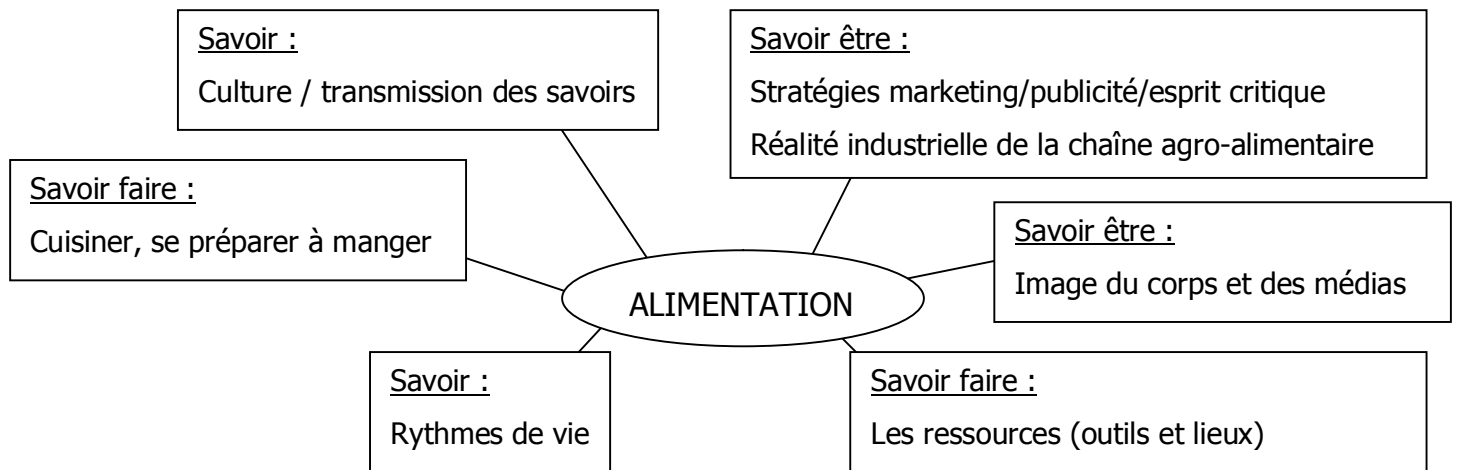 Savoir :
Culture / transmission des savoirs
Savoir être :
Stratégies marketing/publicité/esprit critique
Réalité industrielle de la chaîne agro-alimentaire
Savoir faire :
Cuisiner, se préparer à manger
Savoir être :
Image du corps et des médias
ALIMENTATION
Savoir :
Rythmes de vie
Savoir faire :
Les ressources (outils et lieux)